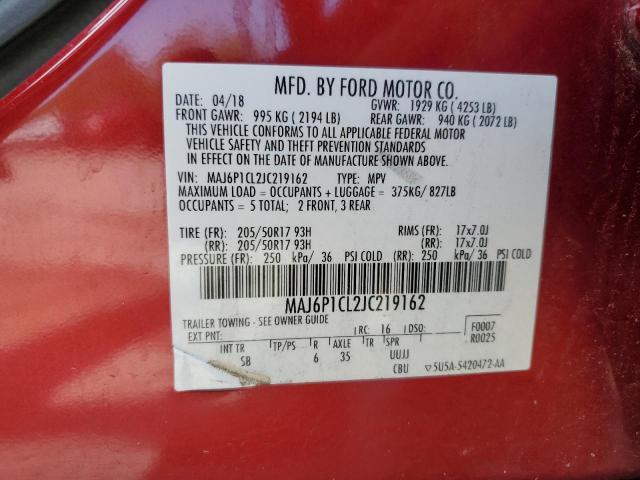 MFD. BY FORD MOTOR CO.
DATE: 04/18 GVWR: 1929 KG ( 4253 LB)
FRONT GAWR: 995 KG ( 2194 LB) REAR GAWR: 940 KG ( 2072 LB)
THIS VEHICLE CONFORMS TO ALL APPLICABLE FEDERAL MOTOR
VEHICLE SAFETY AND THEFT PREVENTION STANDARDS
IN EFFECT ON THE DATE OF MANUFACTURE SHOWN ABOVE.
VIN: MAJ6P1CL2JC219162 TYPE: MPV
MAXIMUM LOAD = OCCUPANTS + LUGGAGE = 375KG/ 827LB
OCCUPANTS = 5 TOTAL: 2 FRONT, 3 REAR
TIRE (FR): 205/50R17 93H RIMS (FR): 17x7.0J
(RR): 205/50R17 93H (RR): 17x7.0J
PRESSURE (FR): 250 kPa/ 36 PSI COLD (RR): 250 kPa/ 36 PSI COLD
MAJ6P1CL2JC219162
TRAILER TOWING - SEE OWNER GUIDE
EXT PNT: RC: 16 DSO: F0007
R0025
INT TR TP/PS R AXLE TR SPR
SB 6 35 UUJJ
CBU ▽5U5A-5420472-AA